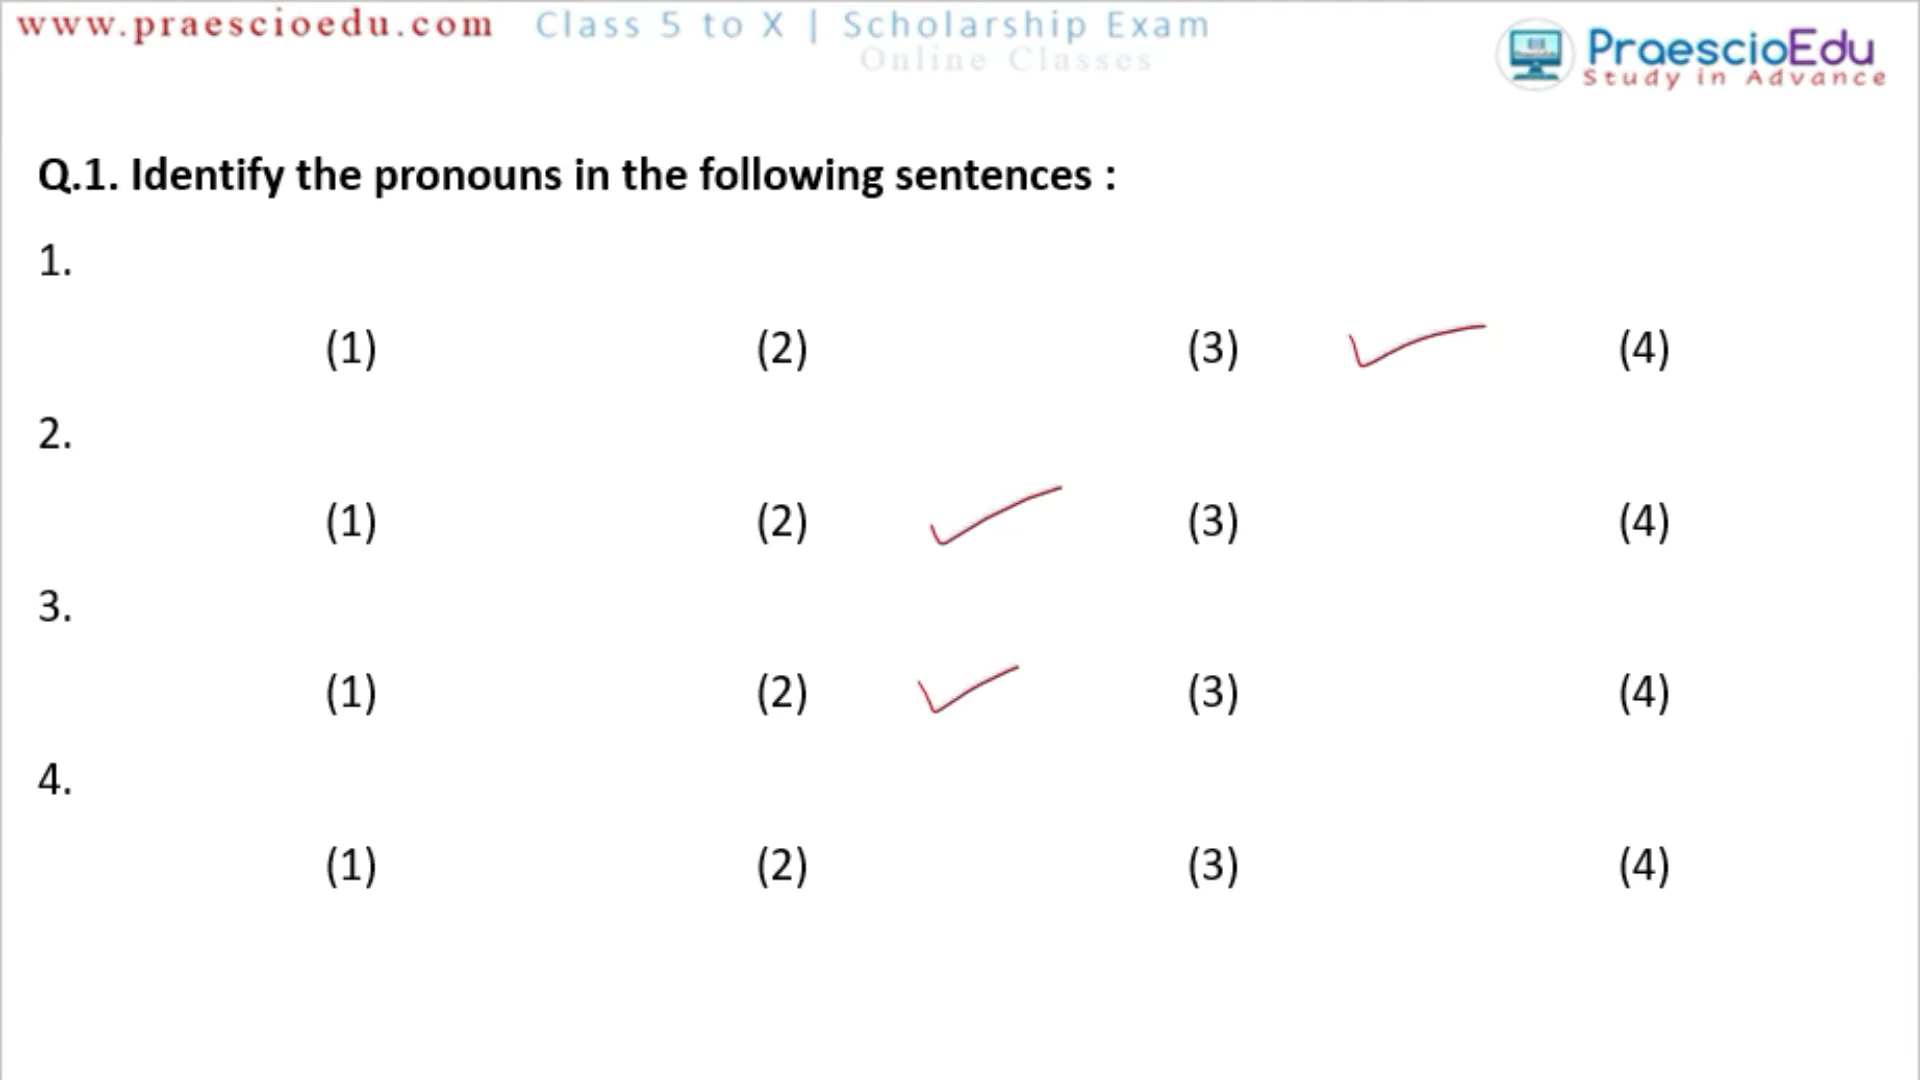 www.praescioedu.com Class 5 to X | Scholarship Exam
Online Classes
PraescioEdu
Study in Advance
Q.1. Identify the pronouns in the following sentences :
1.
(1) (2) (3) (4)
2.
(1) (2) (3) (4)
3.
(1) (2) (3) (4)
4.
(1) (2) (3) (4)